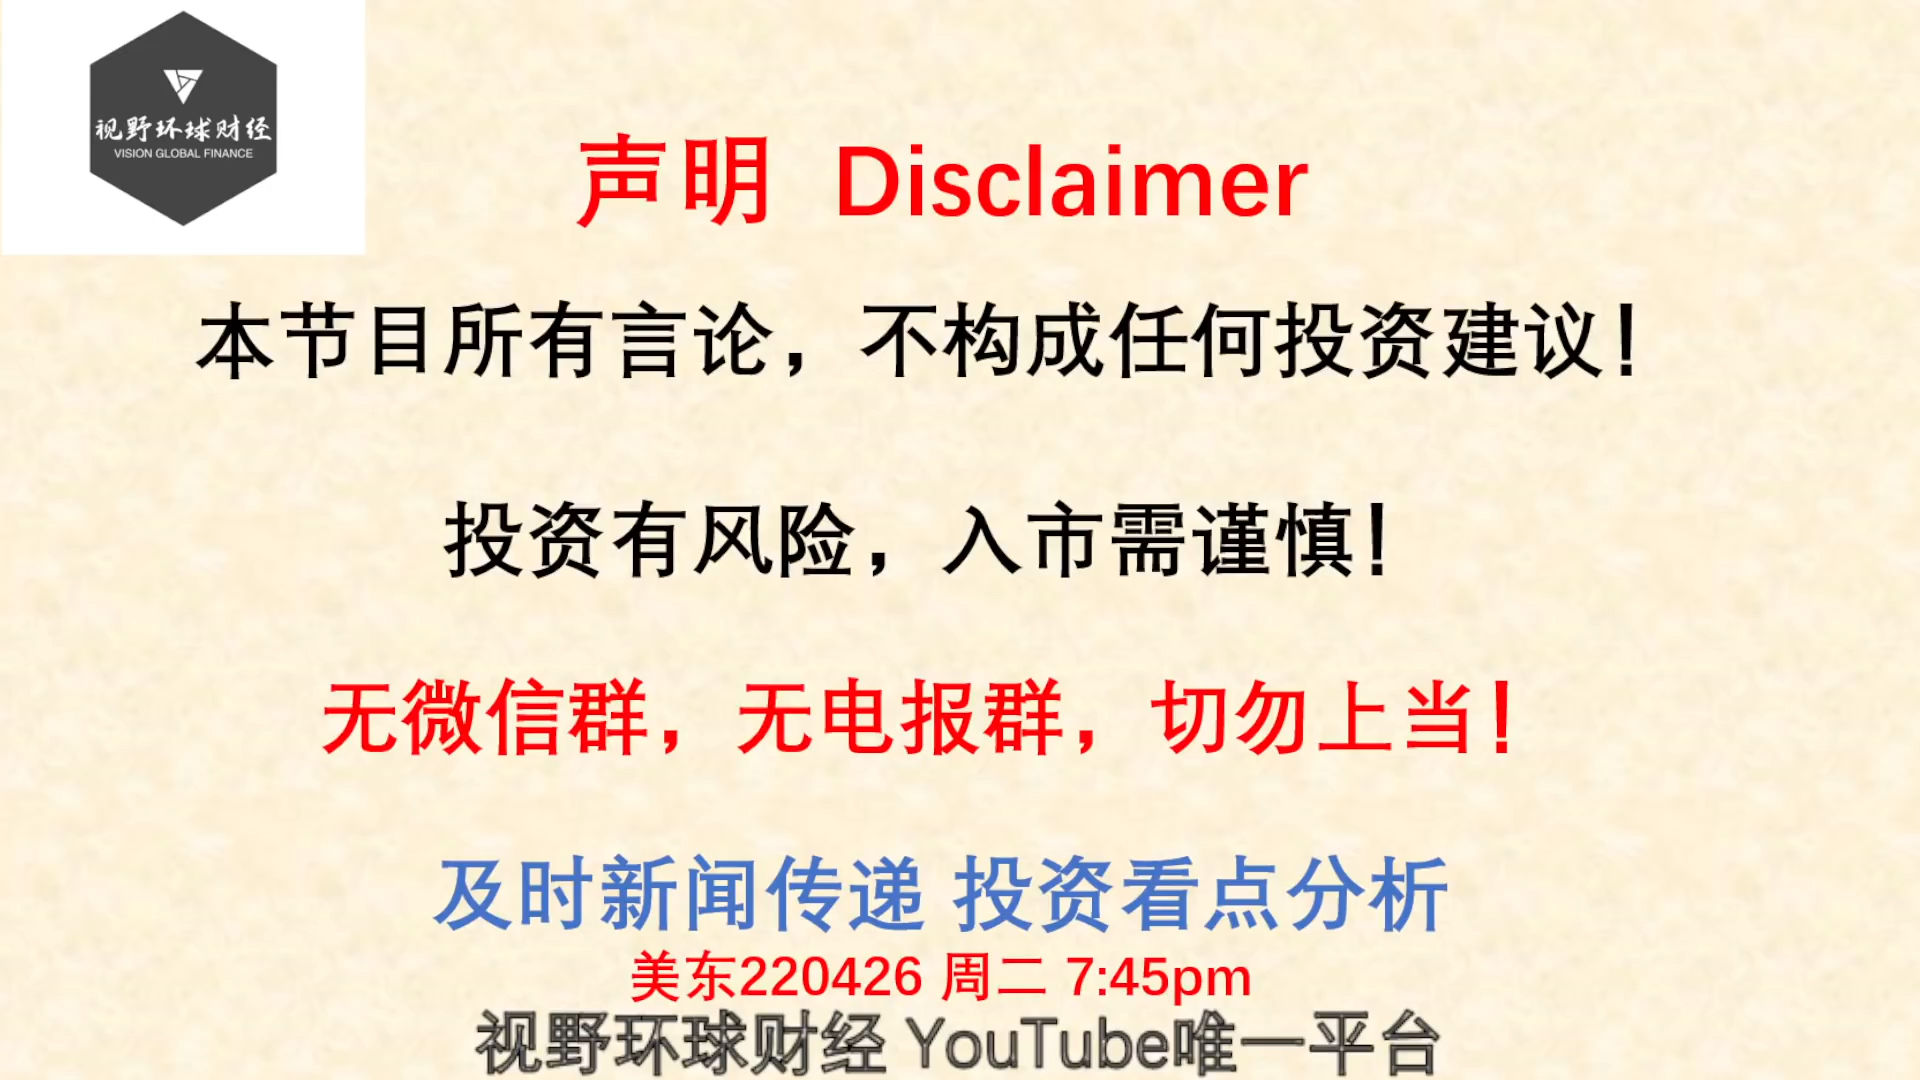 视野环球财经
VISION GLOBAL FINANCE
声明 Disclaimer
本节目所有言论，不构成任何投资建议！
投资有风险，入市需谨慎！
无微信群，无电报群，切勿上当！
及时新闻传递 投资看点分析
美东220426 周二 7:45pm
视野环球财经 YouTube唯一平台